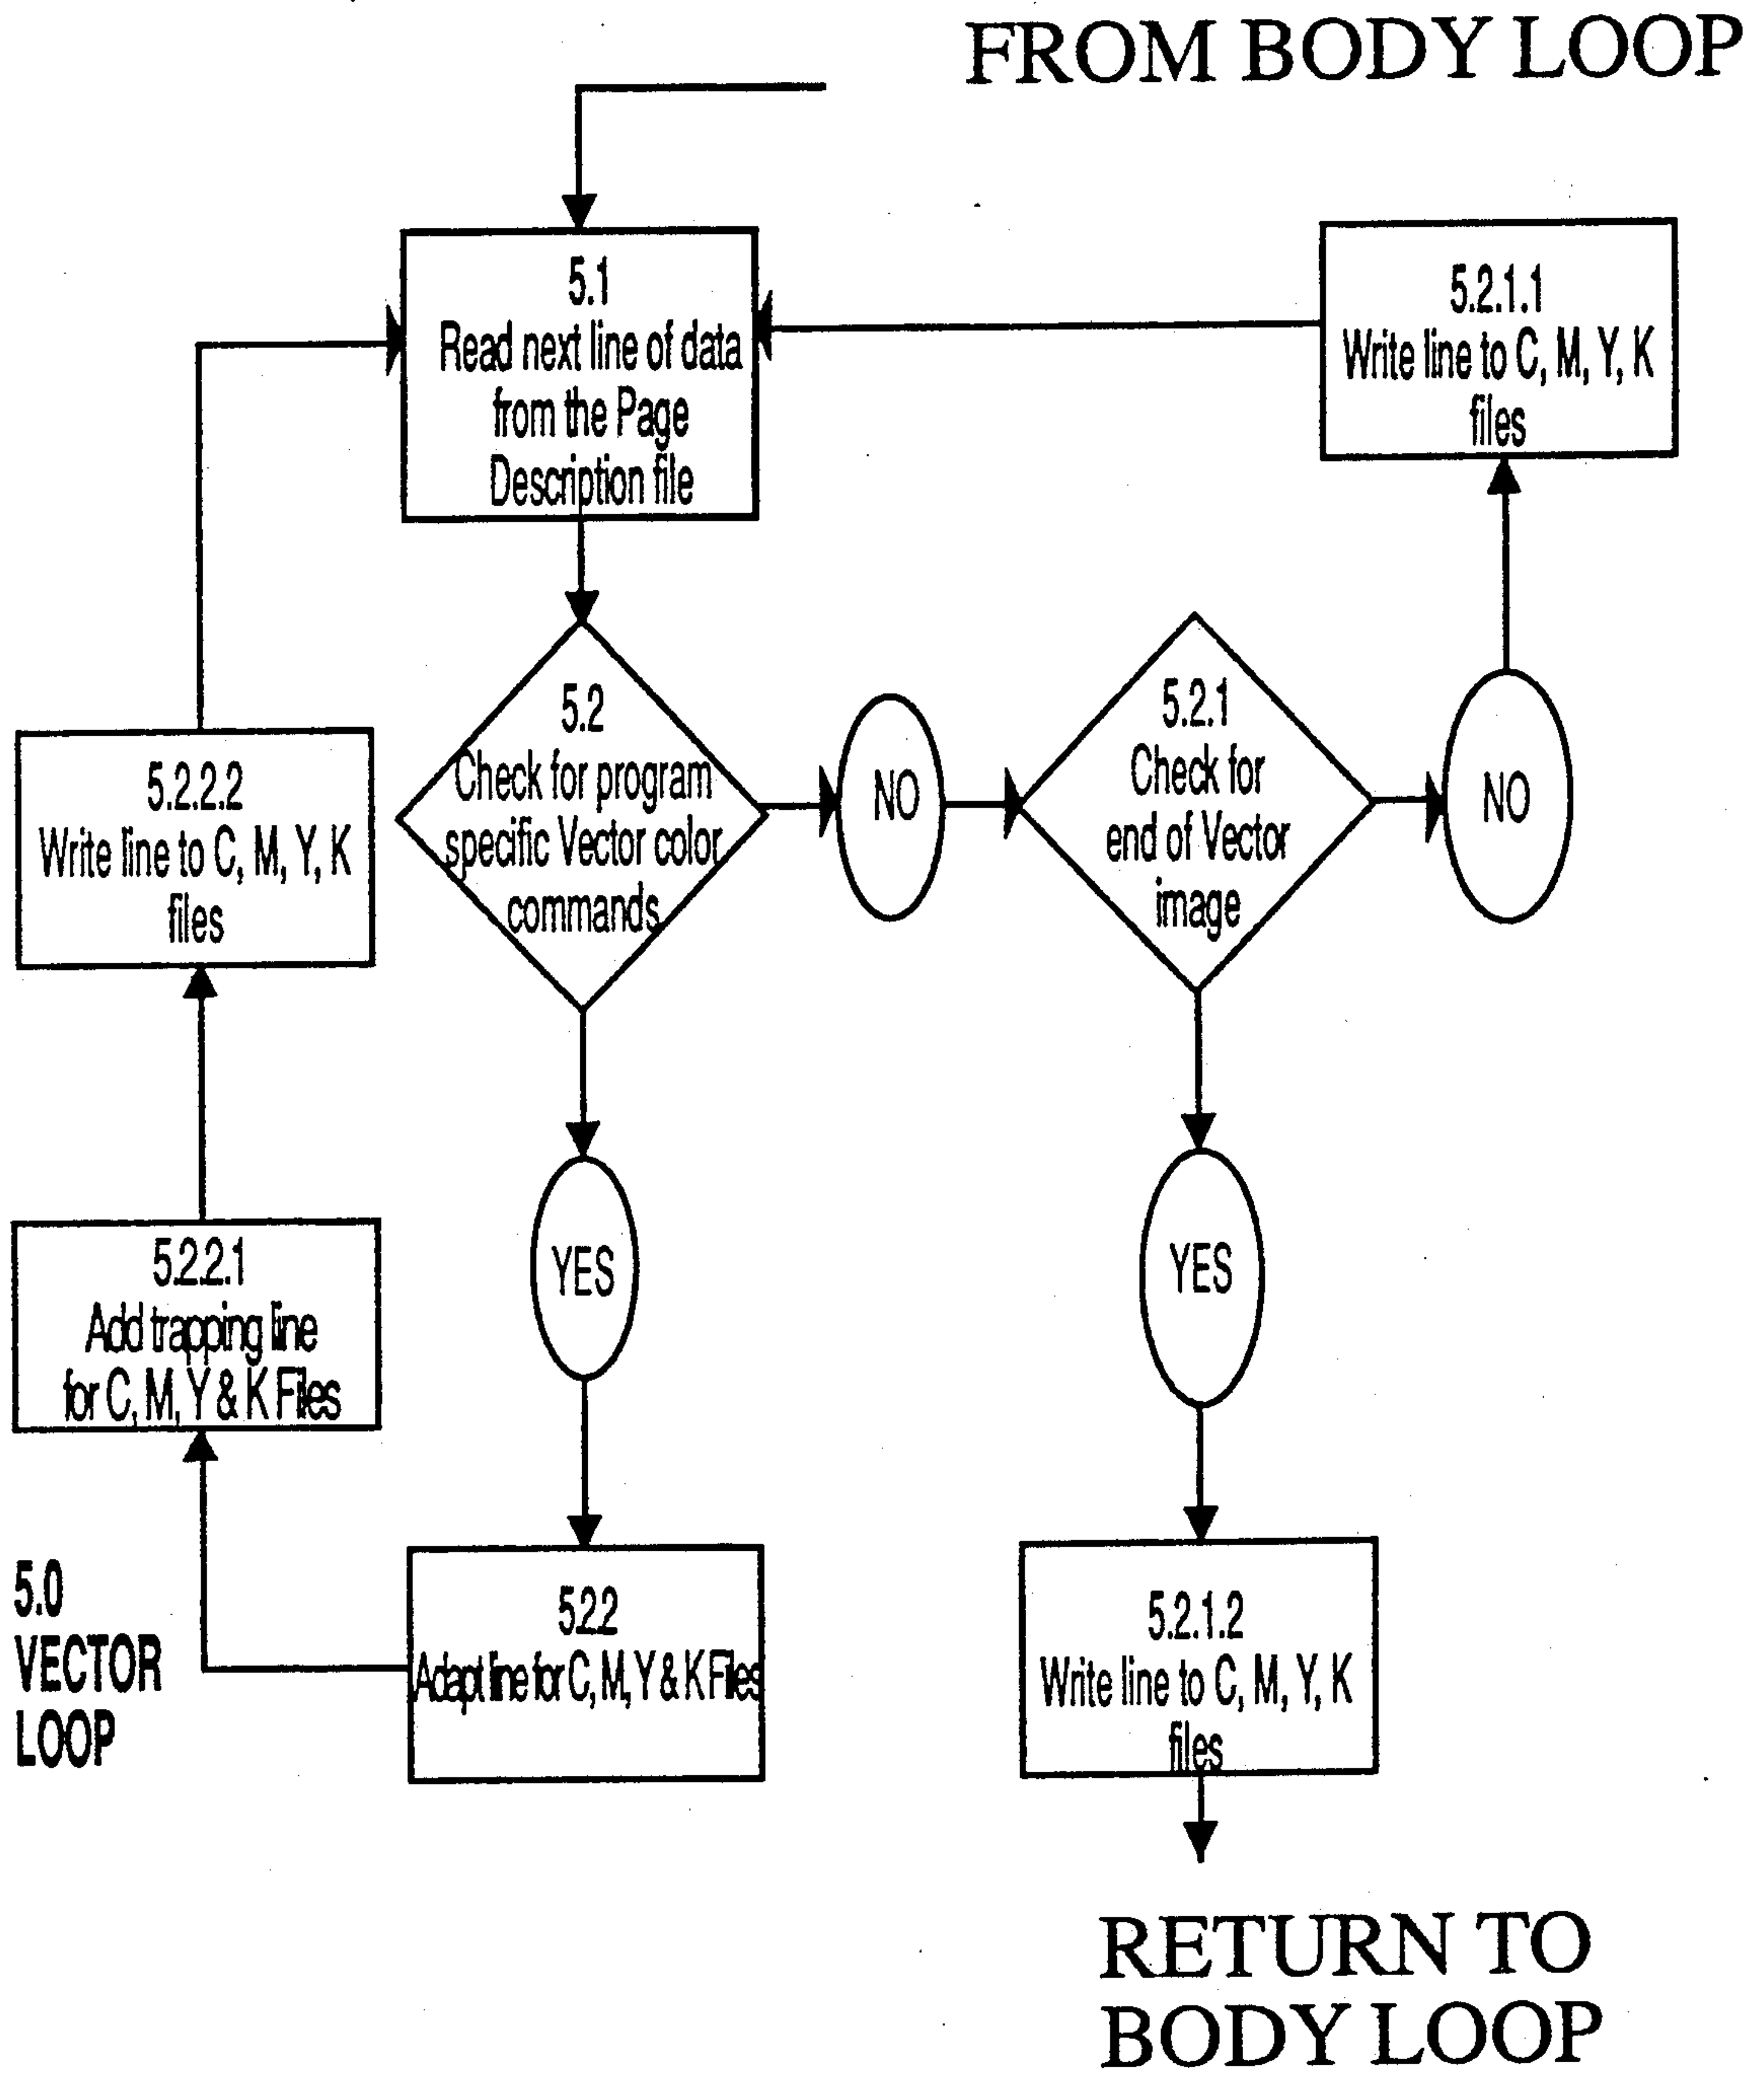 FROM BODY LOOP
5.1
Read next line of data
from the Page
Description file
5.2.1.1
Write line to C, M, Y, K
files
5.2
Check for program
specific Vector color
commands
NO
5.2.1
Check for
end of Vector
image
NO
5.2.2.2
Write line to C, M, Y, K
files
YES
YES
5.2.2.1
Add trapping line
for C, M, Y & K Files
5.0
VECTOR
LOOP
5.2.2
Adapt line for C, M, Y & K Files
5.2.1.2
Write line to C, M, Y, K
files
RETURN TO
BODY LOOP